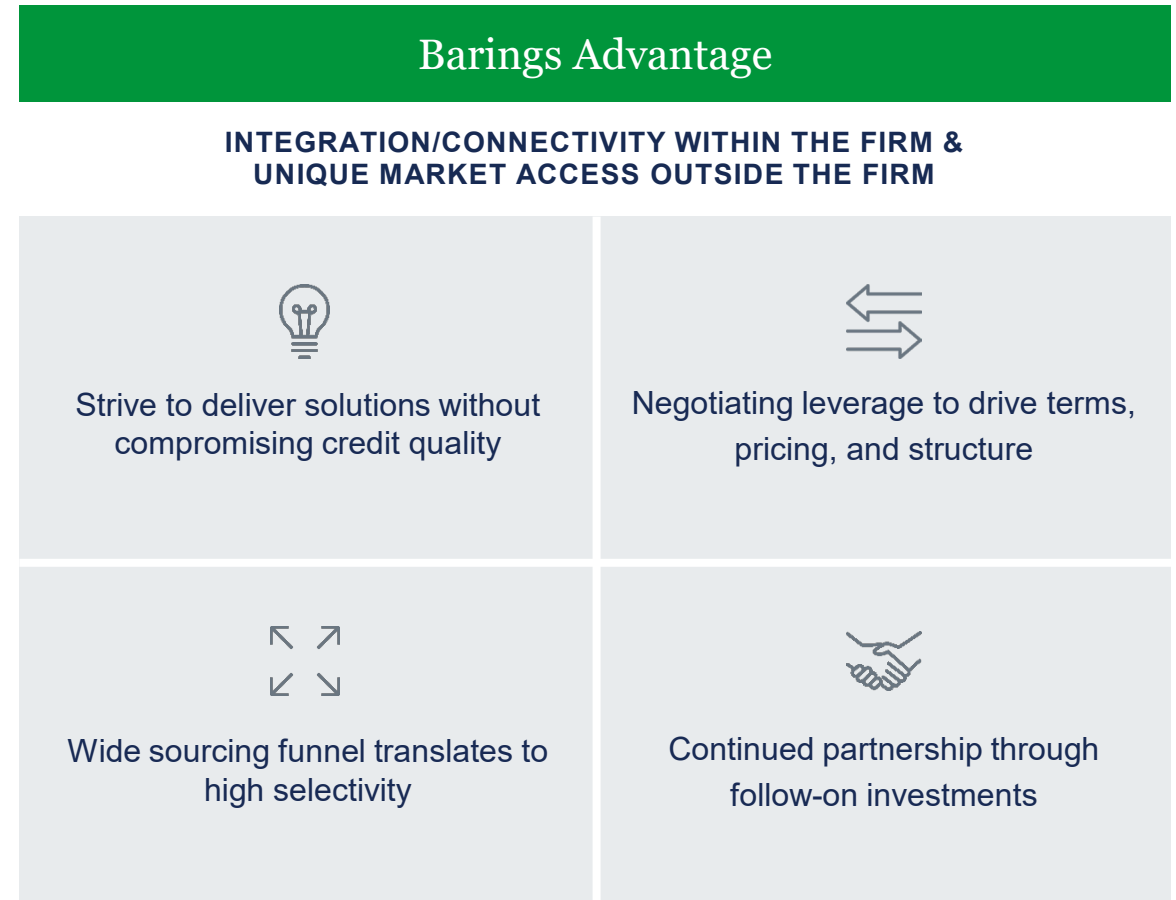 Barings Advantage
INTEGRATION/CONNECTIVITY WITHIN THE FIRM &
UNIQUE MARKET ACCESS OUTSIDE THE FIRM
Strive to deliver solutions without
compromising credit quality
Negotiating leverage to drive terms,
pricing, and structure
Wide sourcing funnel translates to
high selectivity
Continued partnership through
follow-on investments